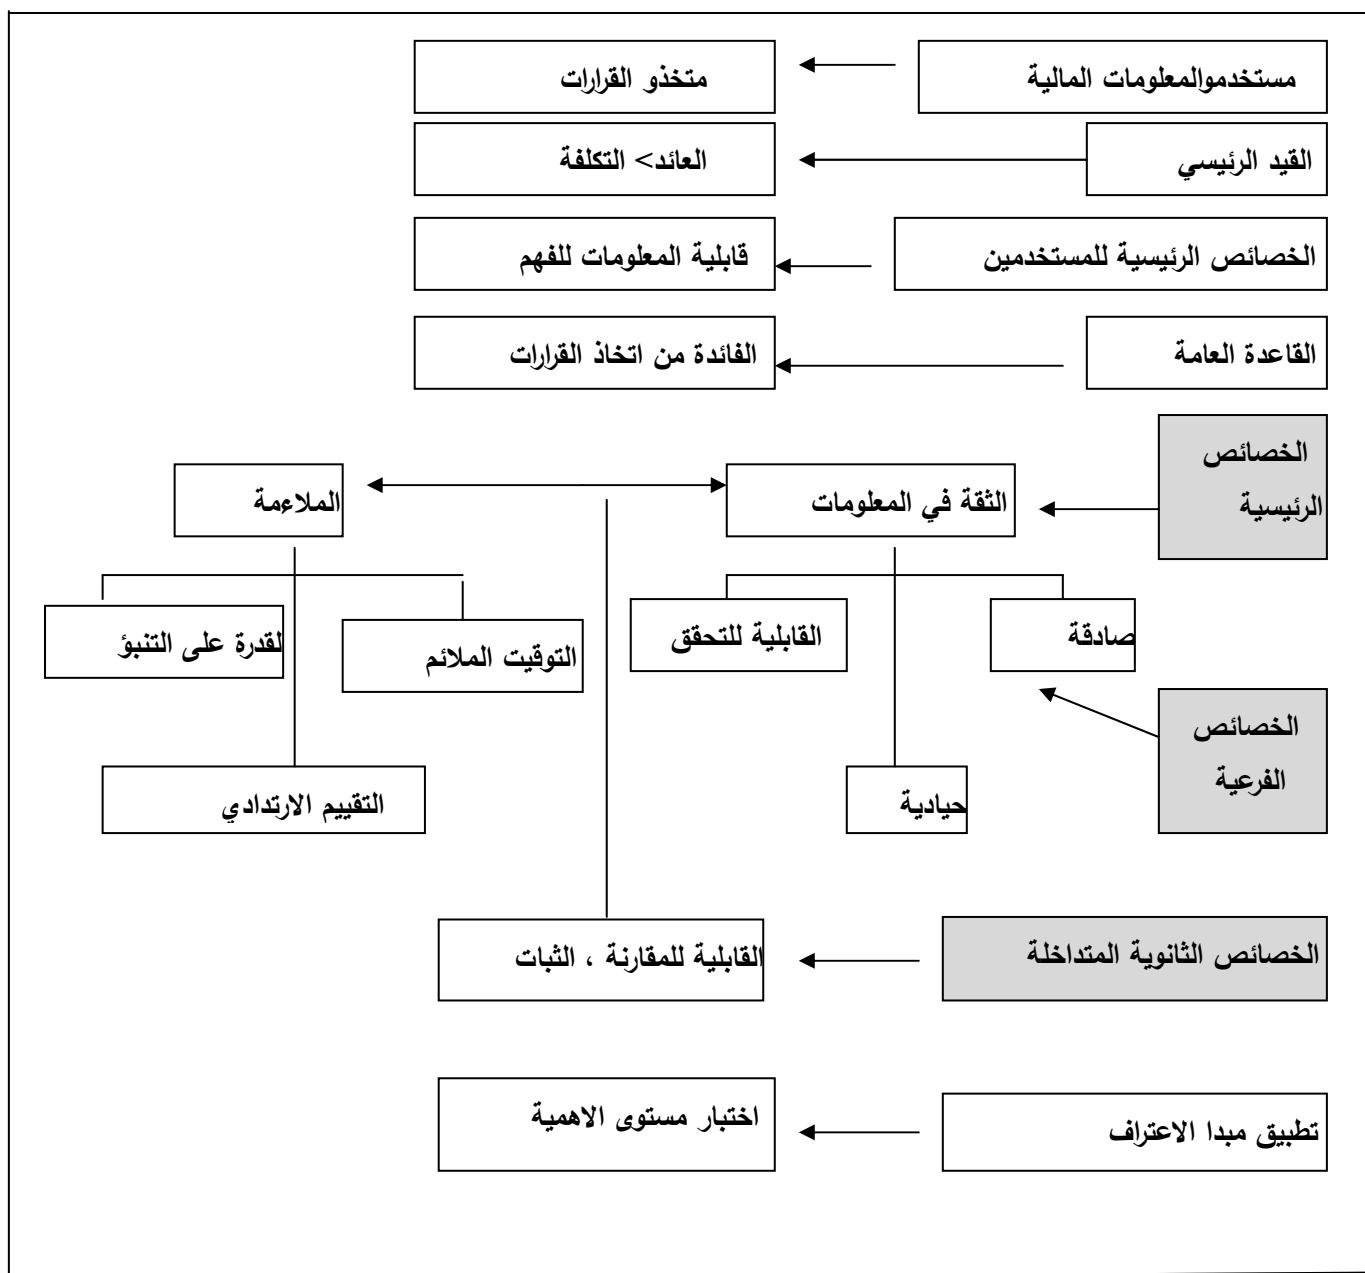 مستخدموالمعلومات المالية
متخذو القرارات
القيد الرئيسي
العائد> التكلفة
الخصائص الرئيسية للمستخدمين
قابلية المعلومات للفهم
القاعدة العامة
الفائدة من اتخاذ القرارات
الخصائص
الرئيسية
الثقة في المعلومات
الملاءمة
صادقة
القابلية للتحقق
التوقيت الملائم
لقدرة على التنبؤ
الخصائص
الفرعية
حيادية
التقييم الارتدادي
الخصائص الثانوية المتداخلة
القابلية للمقارنة ، الثبات
تطبيق مبدا الاعتراف
اختبار مستوى الاهمية